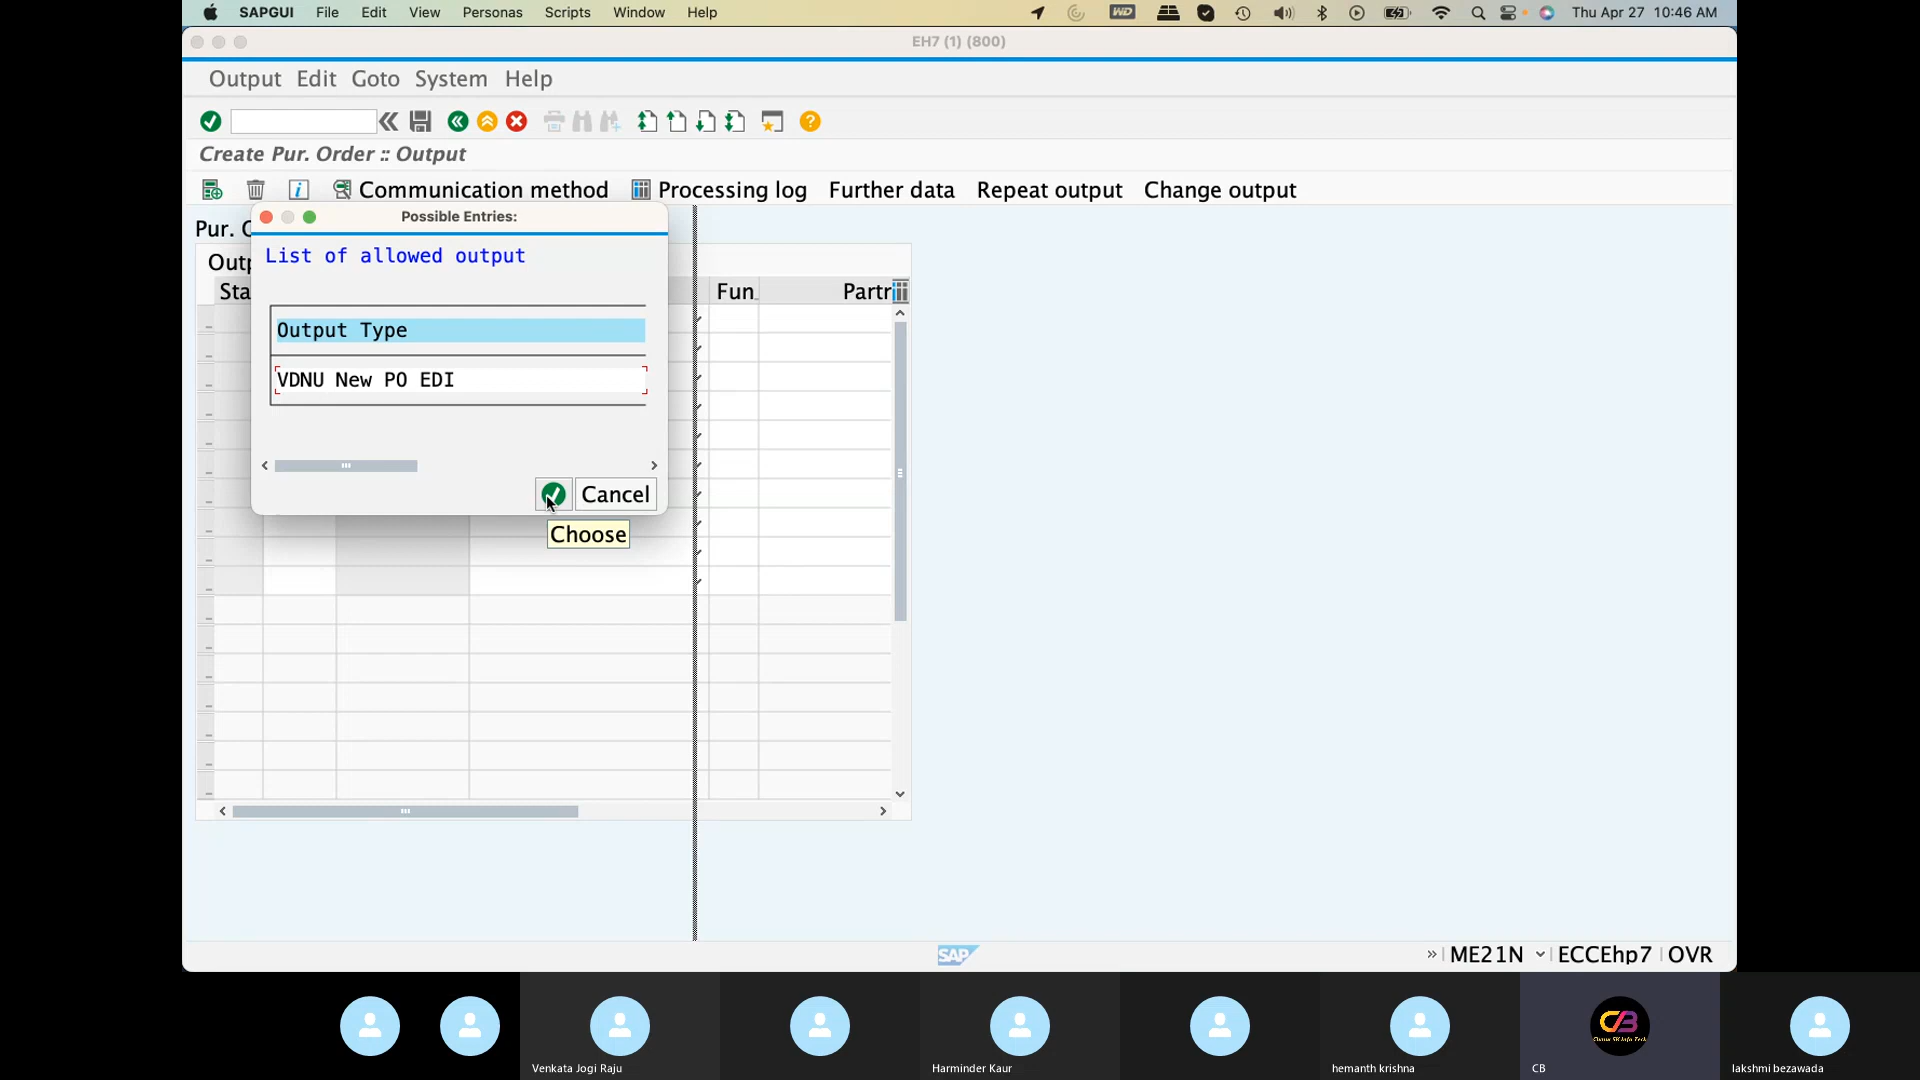 SAPGUI File Edit View Personas Scripts Window Help WD Thu Apr 27 10:46 AM
EH7 (1) (800)
Output Edit Goto System Help
Create Pur. Order :: Output
Communication method Processing log Further data Repeat output Change output
Possible Entries:
Pur. O
List of allowed output
Outp
Sta
Fun.
Partr
Output Type
VDNU New PO EDI
Cancel
Choose
SAP
» ME21N ECCEhp7 OVR
CB
Venkata Jogi Raju
Harminder Kaur
hemanth krishna
CB
lakshmi bezawada